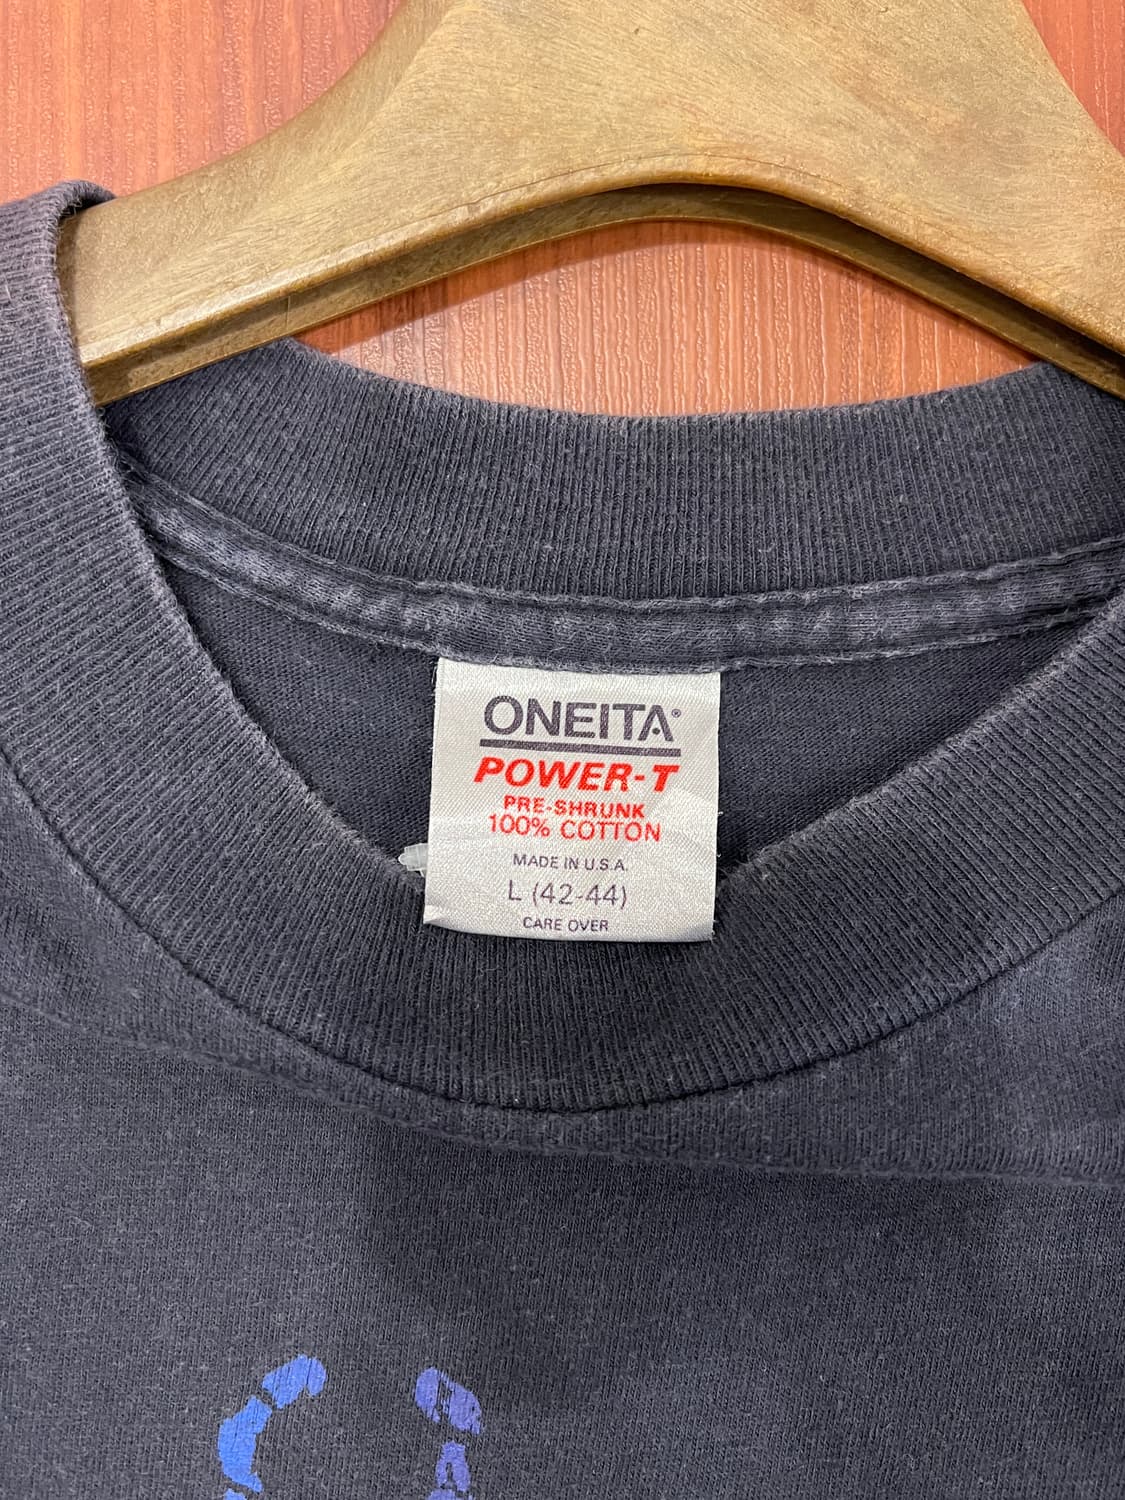 ONEITA®
POWER-T
PRE-SHRUNK
100% COTTON
MADE IN U.S.A.
L (42-44)
CARE OVER